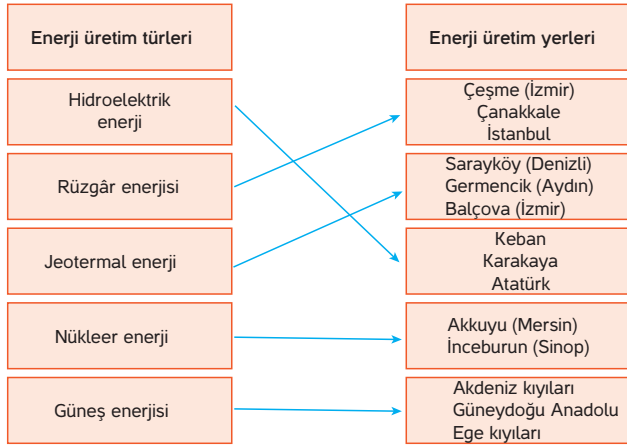 Enerji üretim türleri
Hidroelektrik
enerji
Rüzgâr enerjisi
Jeotermal enerji
Nükleer enerji
Güneş enerjisi
Enerji üretim yerleri
Çeşme (İzmir)
Çanakkale
İstanbul
Sarayköy (Denizli)
Germencik (Aydın)
Balçova (İzmir)
Keban
Karakaya
Atatürk
Akkuyu (Mersin)
İnceburun (Sinop)
Akdeniz kıyıları
Güneydoğu Anadolu
Ege kıyıları